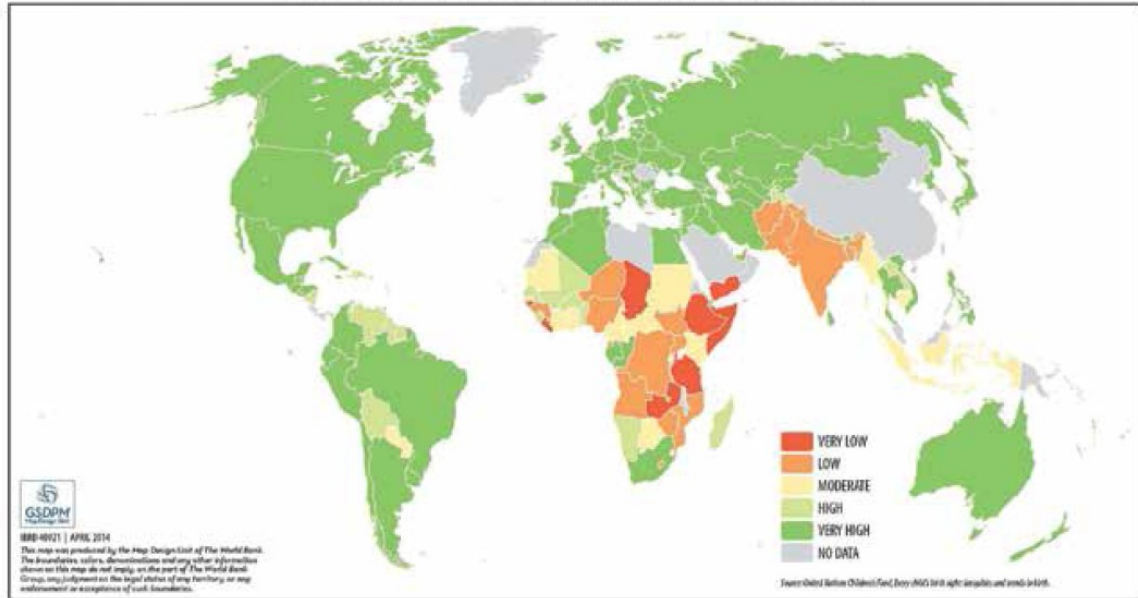 VERY LOW
LOW
MODERATE
HIGH
VERY HIGH
NO DATA
GSDPM
Map Design Unit
IBRD 40921 | APRIL 2014
This map was produced by the Map Design Unit of The World Bank.
The boundaries, colors, denominations and any other information
shown on this map do not imply, on the part of The World Bank
Group, any judgment on the legal status of any territory, or any
endorsement or acceptance of such boundaries.
Source: United Nations Children's Fund, Every child's birth right: inequities and trends in birth.